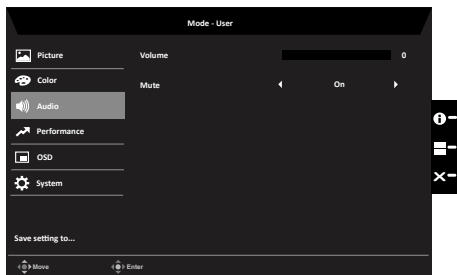 Mode - User
Picture
Volume 0
Color
Mute On
Audio
Performance
OSD
System
Save setting to...
Move Enter